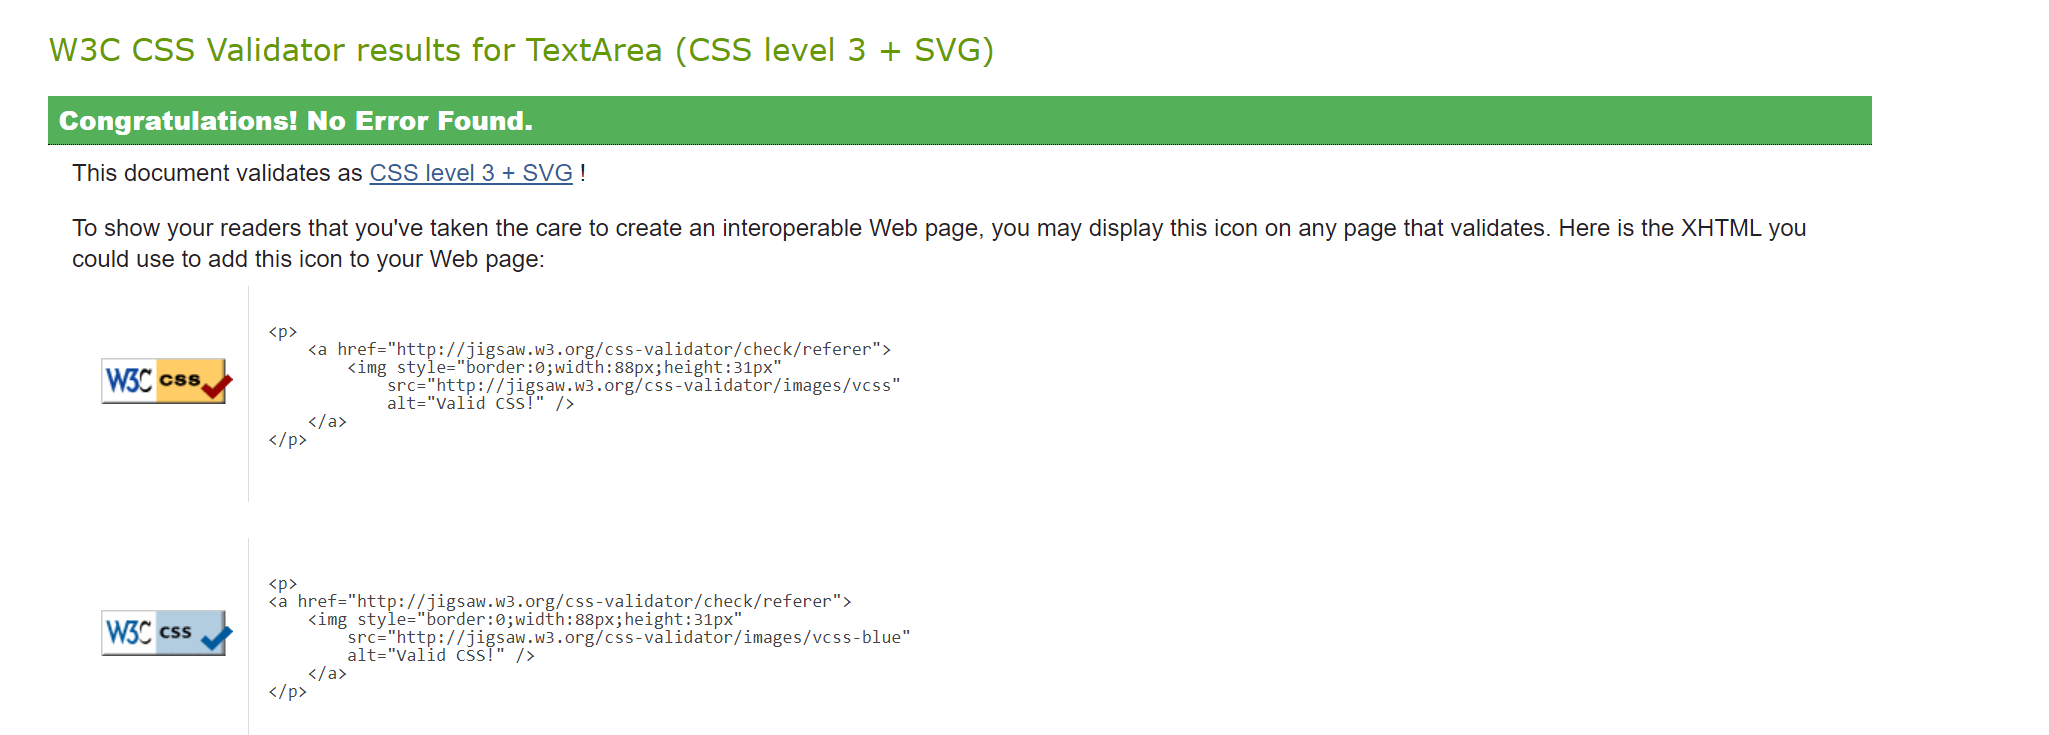 W3C CSS Validator results for TextArea (CSS level 3 + SVG)
Congratulations! No Error Found.
This document validates as CSS level 3 + SVG !
To show your readers that you've taken the care to create an interoperable Web page, you may display this icon on any page that validates. Here is the XHTML you
could use to add this icon to your Web page:
<p>
    <a href="http://jigsaw.w3.org/css-validator/check/referer">
        <img style="border:0;width:88px;height:31px"
            src="http://jigsaw.w3.org/css-validator/images/vcss"
W3C css
            alt="Valid CSS!" />
    </a>
</p>
<p>
<a href="http://jigsaw.w3.org/css-validator/check/referer">
    <img style="border:0;width:88px;height:31px"
W3C css
        src="http://jigsaw.w3.org/css-validator/images/vcss-blue"
        alt="Valid CSS!" />
    </a>
</p>